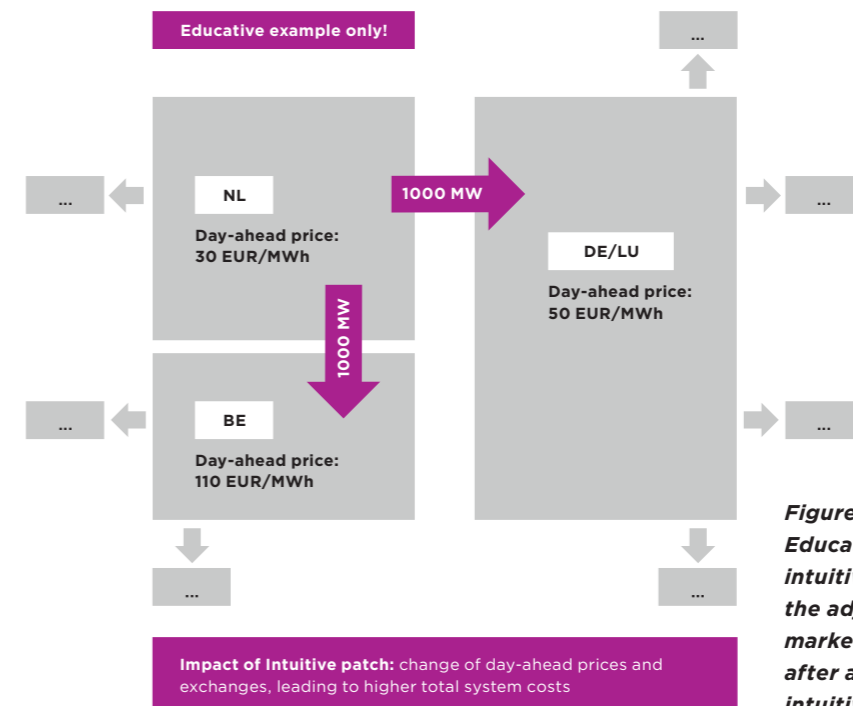 Educative example only!
...
...
NL
Day-ahead price:
30 EUR/MWh
1000 MW
...
DE/LU
Day-ahead price:
50 EUR/MWh
1000 MW
...
BE
Day-ahead price:
110 EUR/MWh
...
...
...
Impact of Intuitive patch: change of day-ahead prices and
exchanges, leading to higher total system costs
Figure
Educa
intuiti
the ad
marke
after a
intuitiv